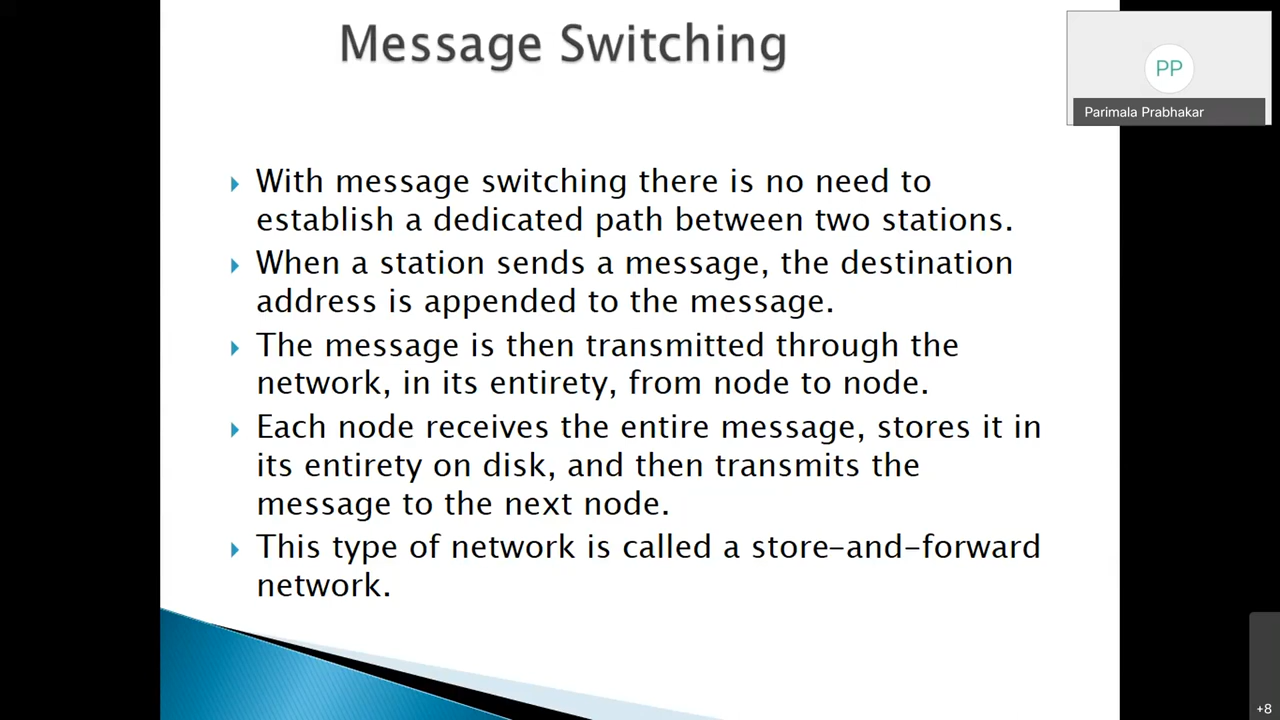 Message Switching
PP
Parimala Prabhakar
With message switching there is no need to
establish a dedicated path between two stations.
When a station sends a message, the destination
address is appended to the message.
The message is then transmitted through the
network, in its entirety, from node to node.
Each node receives the entire message, stores it in
its entirety on disk, and then transmits the
message to the next node.
This type of network is called a store-and-forward
network.
+8